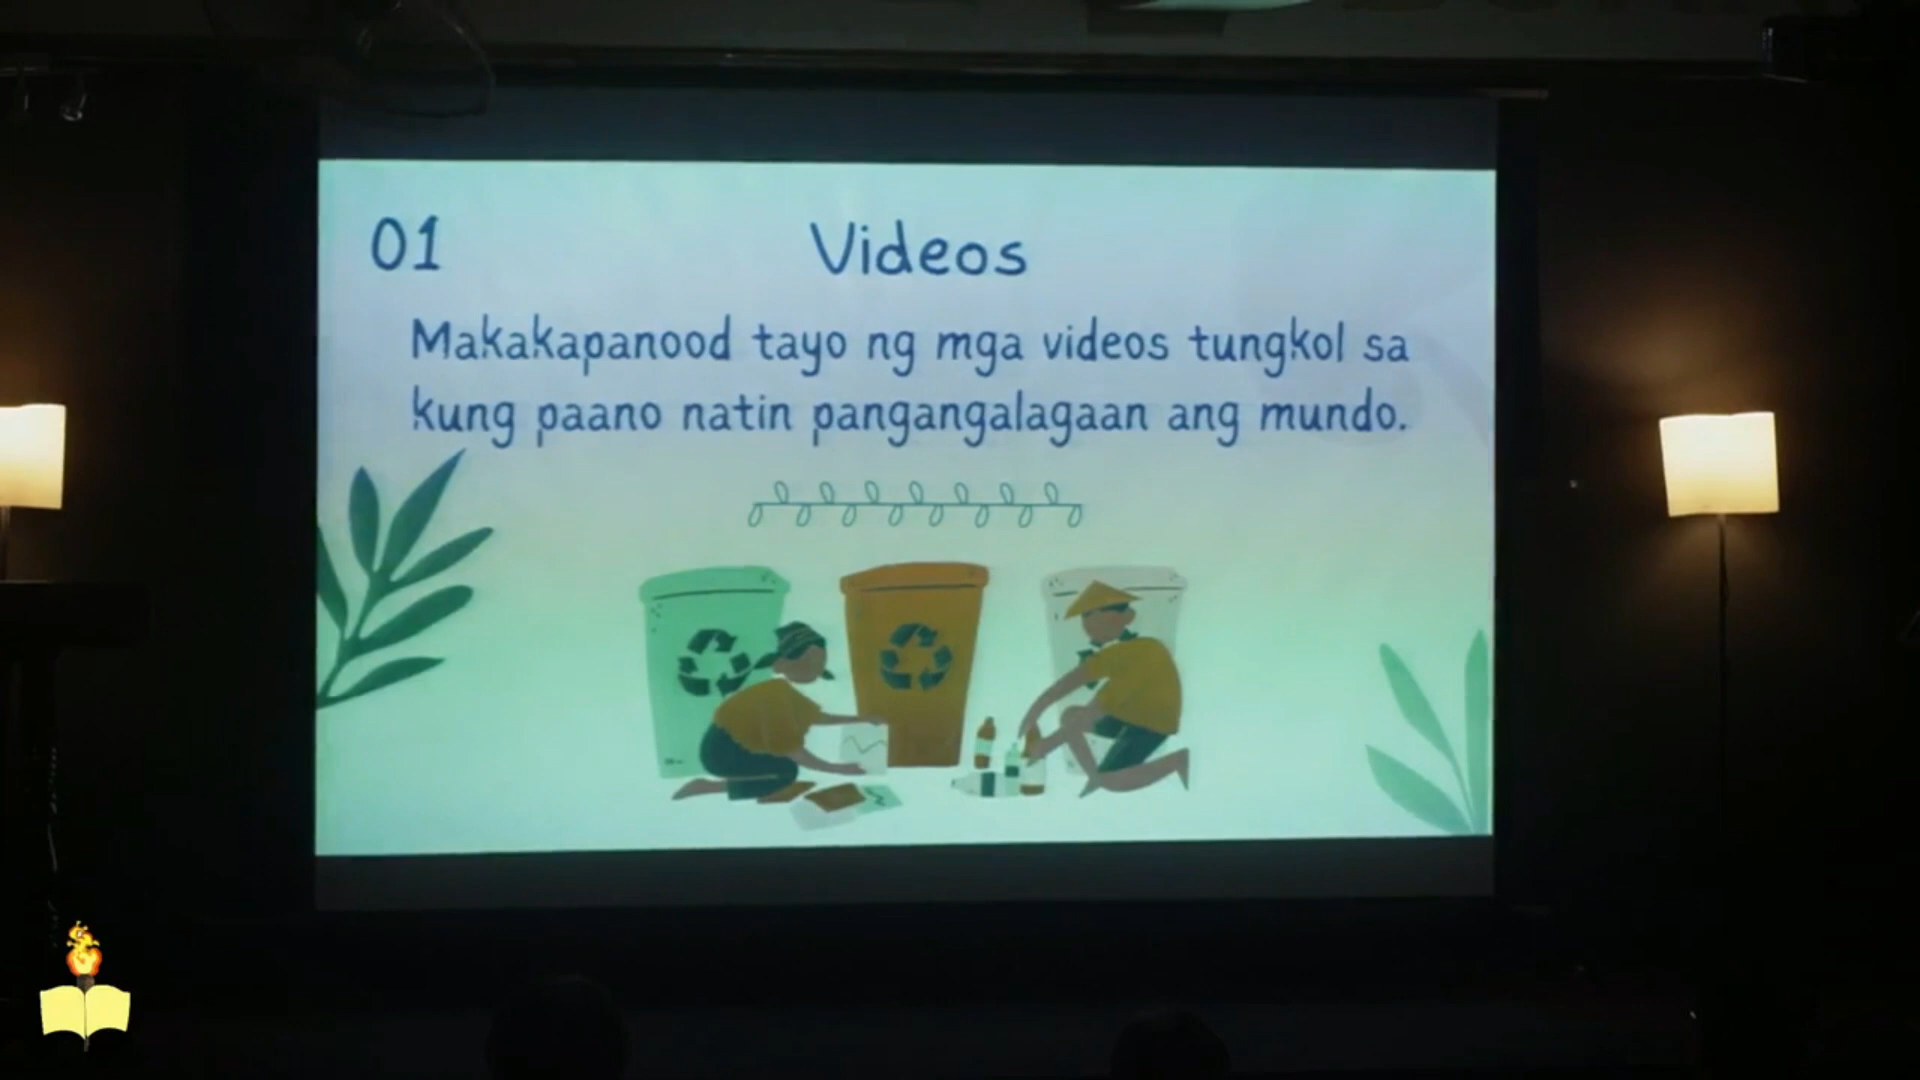 01
Videos
Makakapanood tayo ng mga videos tungkol sa
kung paano natin pangangalagaan ang mundo.